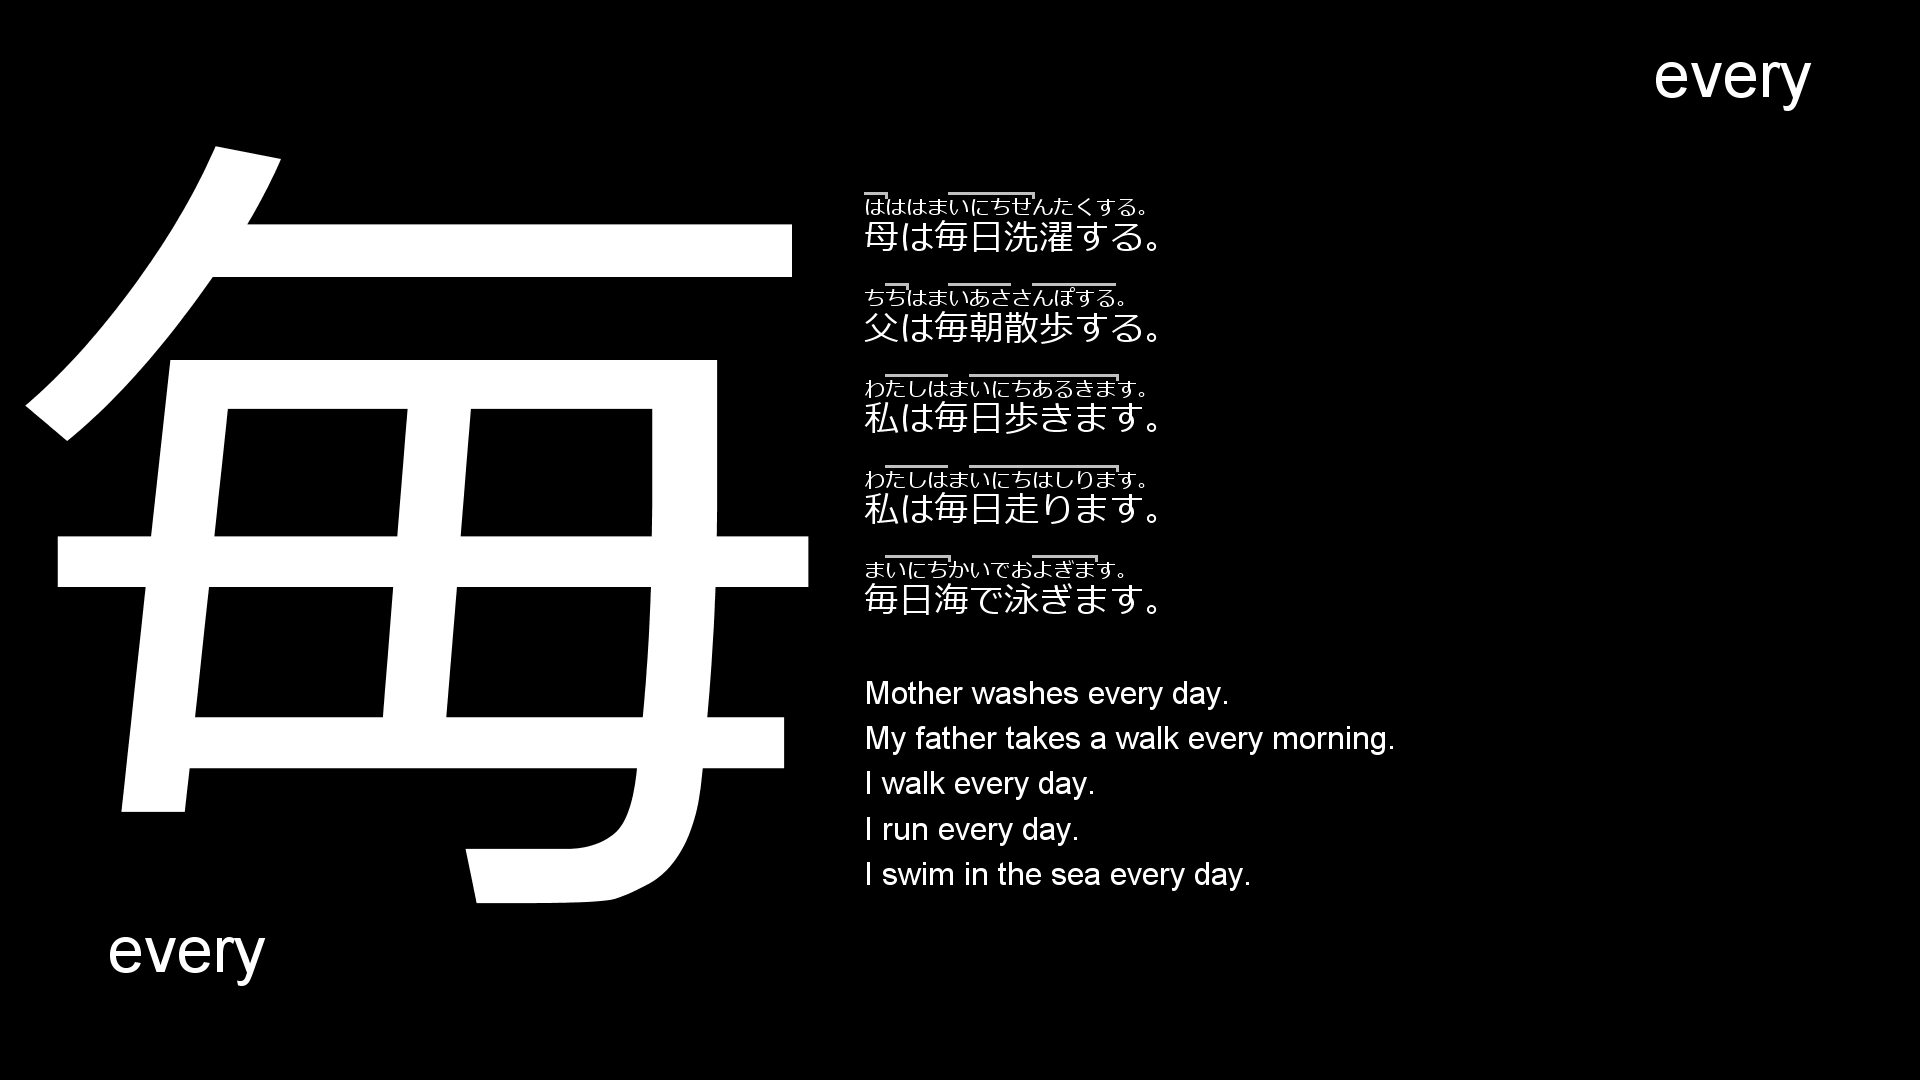 every
毎
はははまいにちせんたくする。
母は毎日洗濯する。
ちちはまいあささんぽする。
父は毎朝散歩する。
わたしはまいにちあるきます。
私は毎日歩きます。
わたしはまいにちはしります。
私は毎日走ります。
まいにちかいでおよぎます。
毎日海で泳ぎます。
Mother washes every day.
My father takes a walk every morning.
I walk every day.
I run every day.
I swim in the sea every day.
every